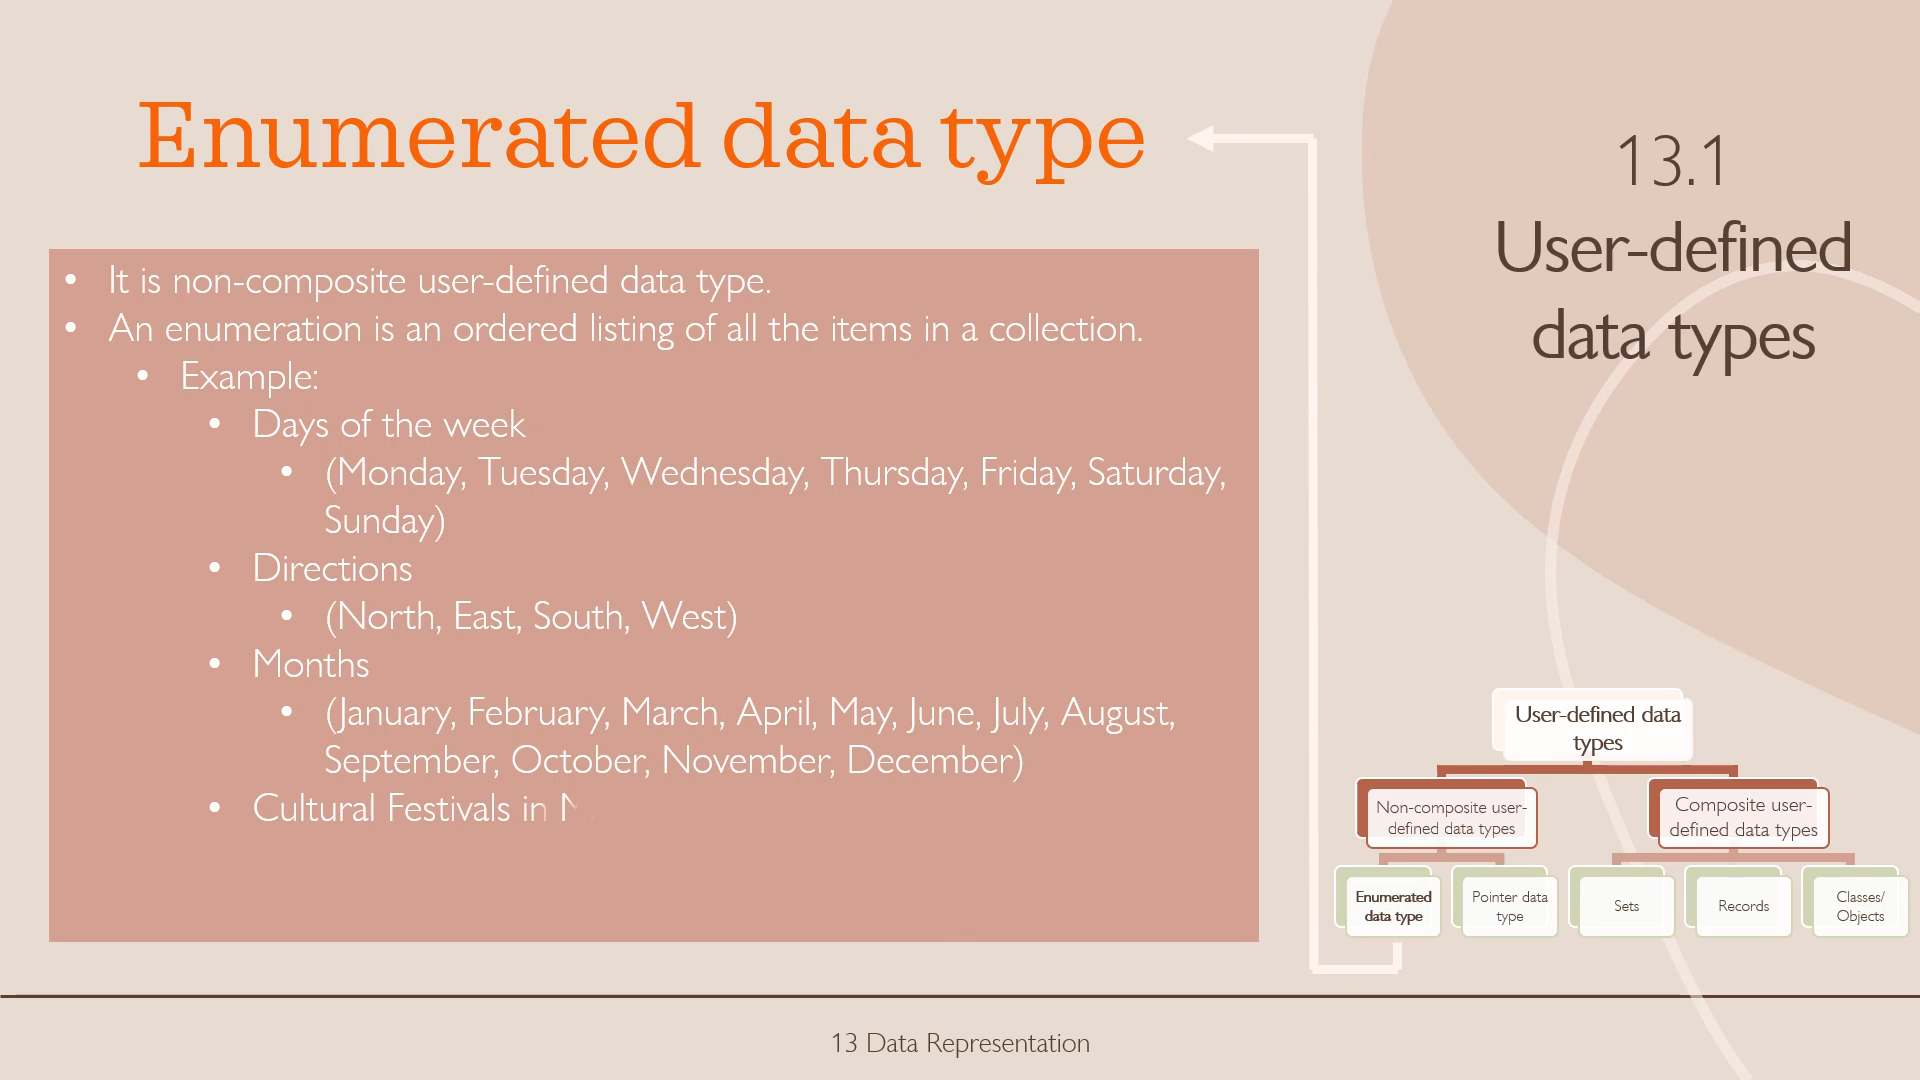 Enumerated data type
• It is non-composite user-defined data type.
• An enumeration is an ordered listing of all the items in a collection.
• Example:
• Days of the week
• (Monday, Tuesday, Wednesday, Thursday, Friday, Saturday,
Sunday)
• Directions
• (North, East, South, West)
• Months
• (January, February, March, April, May, June, July, August,
September, October, November, December)
• Cultural Festivals in
13.1
User-defined
data types
User-defined data
types
Non-composite user-
defined data types
Composite user-
defined data types
Enumerated
data type
Pointer data
type
Sets
Records
Classes/
Objects
13 Data Representation